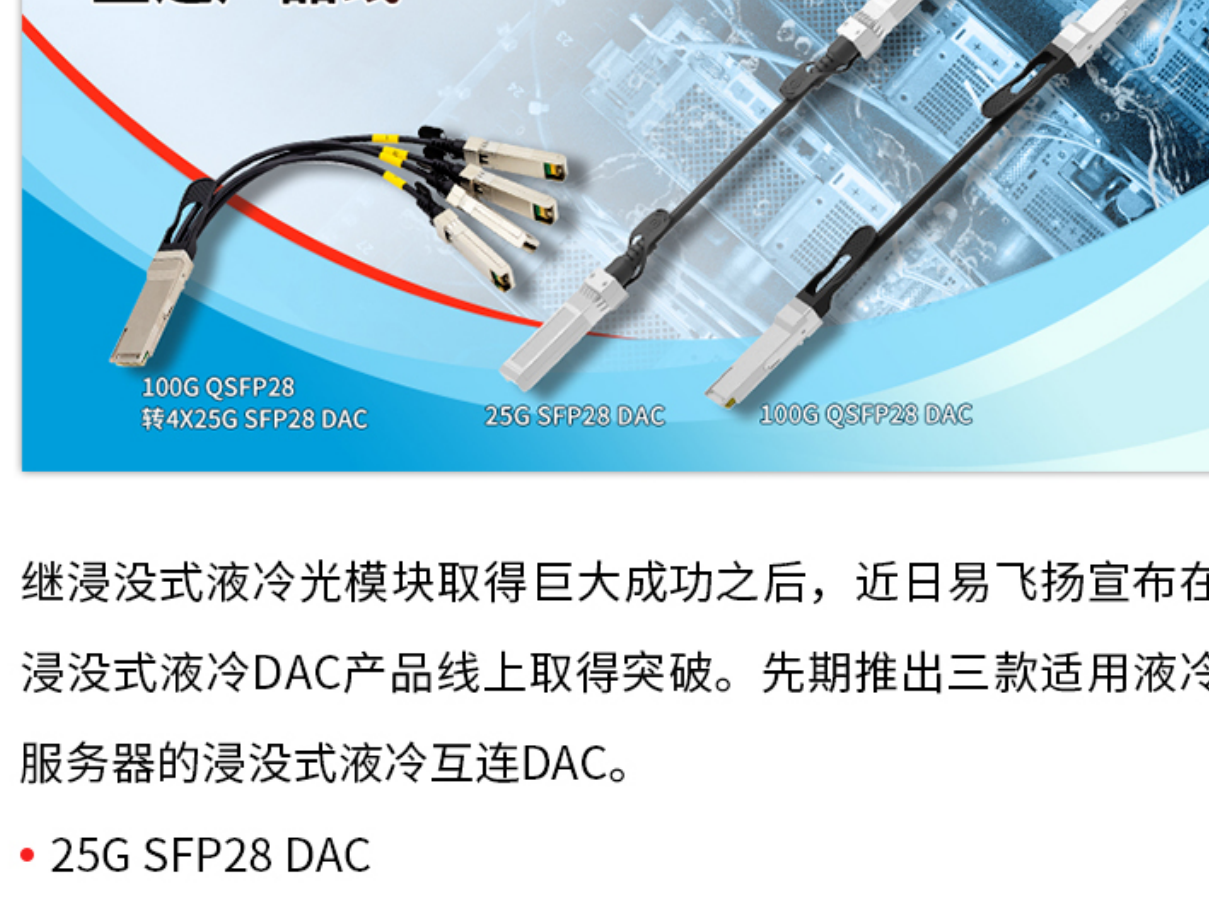 100G QSFP28
转4X25G SFP28 DAC
25G SFP28 DAC
100G QSFP28 DAC
继浸没式液冷光模块取得巨大成功之后，近日易飞扬宣布在
浸没式液冷DAC产品线上取得突破。先期推出三款适用液冷
服务器的浸没式液冷互连DAC。
• 25G SFP28 DAC